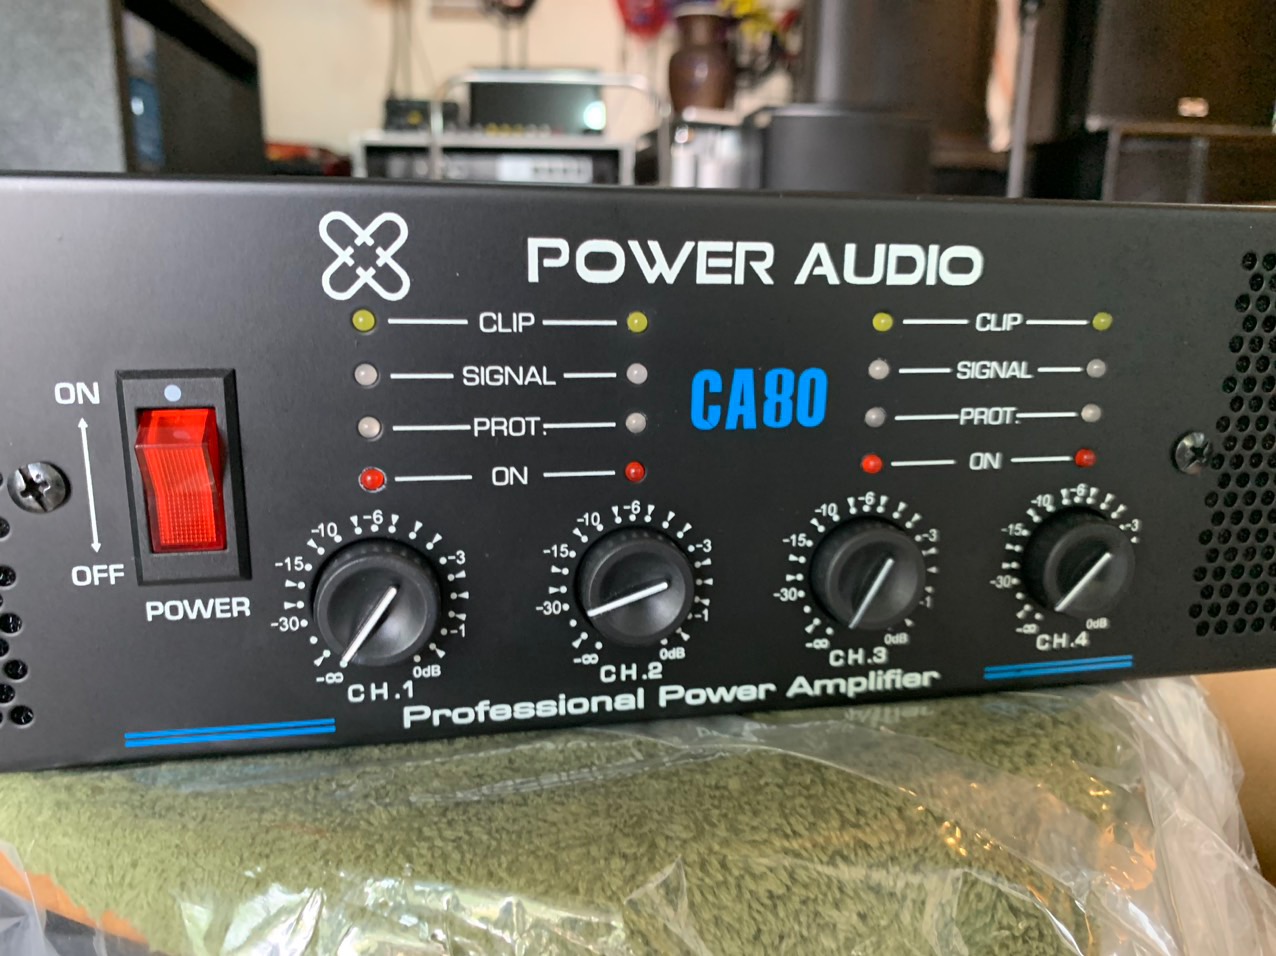 POWER AUDIO
CLIP
SIGNAL
PROT.
ON
CA80
CLIP
SIGNAL
PROT.
ON
ON
OFF
POWER
-∞ -30 -15 -10 -6 -3 -1 0dB
CH.1
-∞ -30 -15 -10 -6 -3 -1 0dB
CH.2
-∞ -30 -15 -10 -6 -3 -1 0dB
CH.3
-∞ -30 -15 -10 -6 -3 0dB
CH.4
Professional Power Amplifier